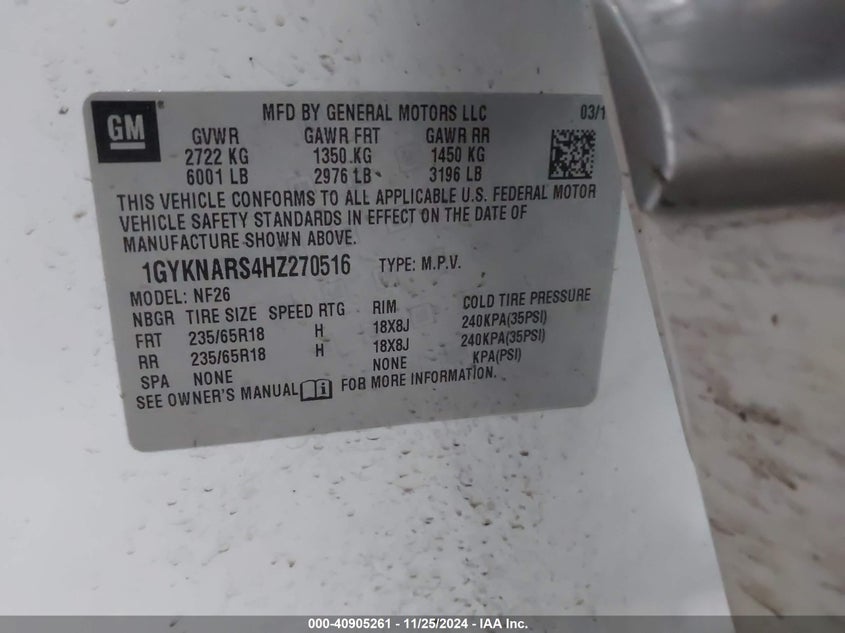 GM
MFD BY GENERAL MOTORS LLC 03/1
GVWR GAWR FRT GAWR RR
2722 KG 1350 KG 1450 KG
6001 LB 2976 LB 3196 LB
THIS VEHICLE CONFORMS TO ALL APPLICABLE U.S. FEDERAL MOTOR
VEHICLE SAFETY STANDARDS IN EFFECT ON THE DATE OF
MANUFACTURE SHOWN ABOVE.
1GYKNARS4HZ270516 TYPE: M.P.V.
MODEL: NF26
NBGR TIRE SIZE SPEED RTG RIM COLD TIRE PRESSURE
FRT 235/65R18 H 18X8J 240KPA(35PSI)
RR 235/65R18 H 18X8J 240KPA(35PSI)
SPA NONE NONE KPA(PSI)
SEE OWNER'S MANUAL FOR MORE INFORMATION.
000-40905261 - 11/25/2024 - IAA Inc.